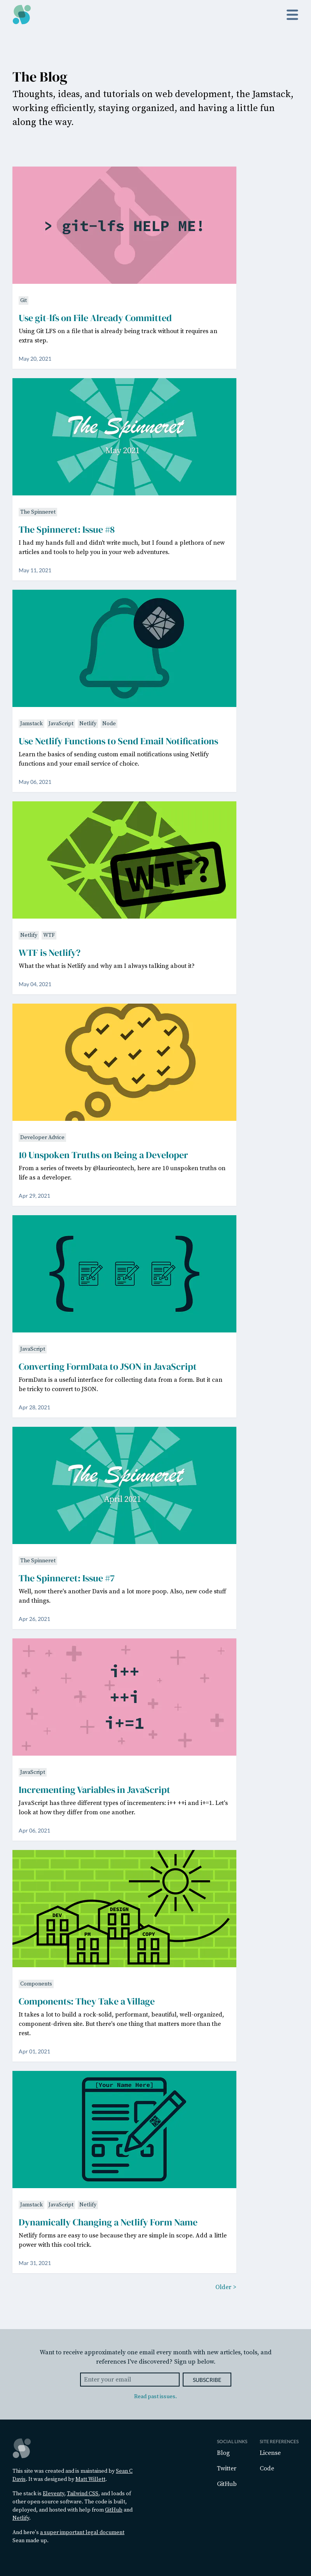 The Blog
Thoughts, ideas, and tutorials on web development, the Jamstack,
working efficiently, staying organized, and having a little fun
along the way.
> git-lfs HELP ME!
Git
Use git-lfs on File Already Committed
Using Git LFS on a file that is already being track without it requires an
extra step.
May 20, 2021
The Spinneret
May 2021
The Spinneret
The Spinneret: Issue #8
I had my hands full and didn't write much, but I found a plethora of new
articles and tools to help you in your web adventures.
May 11, 2021
Jamstack JavaScript Netlify Node
Use Netlify Functions to Send Email Notifications
Learn the basics of sending custom email notifications using Netlify
Functions and your email service of choice.
May 06, 2021
WTF?
Netlify WTF
WTF is Netlify?
What the what is Netlify and why am I always talking about it?
May 04, 2021
Developer Advice
10 Unspoken Truths on Being a Developer
From a series of tweets by @laurieontech, here are 10 unspoken truths on
life as a developer.
Apr 29, 2021
{ }
JavaScript
Converting FormData to JSON in JavaScript
FormData is a useful interface for collecting data from a form. But it can
be tricky to convert to JSON.
Apr 28, 2021
The Spinneret
April 2021
The Spinneret
The Spinneret: Issue #7
Well, now there's another Davis and a lot more poop. Also, new code stuff
and things.
Apr 26, 2021
i++
++i
i+=1
JavaScript
Incrementing Variables in JavaScript
JavaScript has three different types of incrementers: i++ ++i and i+=1. Let's
look at how they differ from one another.
Apr 06, 2021
DEV PM DESIGN COPY
Components
Components: They Take a Village
It takes a lot to build a rock-solid, performant, beautiful, well-organized,
component-driven site. But there's one thing that matters more than the
rest.
Apr 01, 2021
[Your Name Here]
Jamstack JavaScript Netlify
Dynamically Changing a Netlify Form Name
Netlify forms are easy to use because they are simple in scope. Add a little
power with this cool trick.
Mar 31, 2021
Older >
Want to receive approximately one email every month with new articles, tools, and
references I've discovered? Sign up below.
Enter your email SUBSCRIBE
Read past issues.
This site was created and is maintained by Sean C
Davis. It was designed by Matt Willett.
The stack is Eleventy, Tailwind CSS, and loads of
other open-source software. The code is built,
deployed, and hosted with help from GitHub and
Netlify.
And here's a super important legal document
Sean made up.
SOCIAL LINKS
Blog
Twitter
GitHub
SITE REFERENCES
License
Code